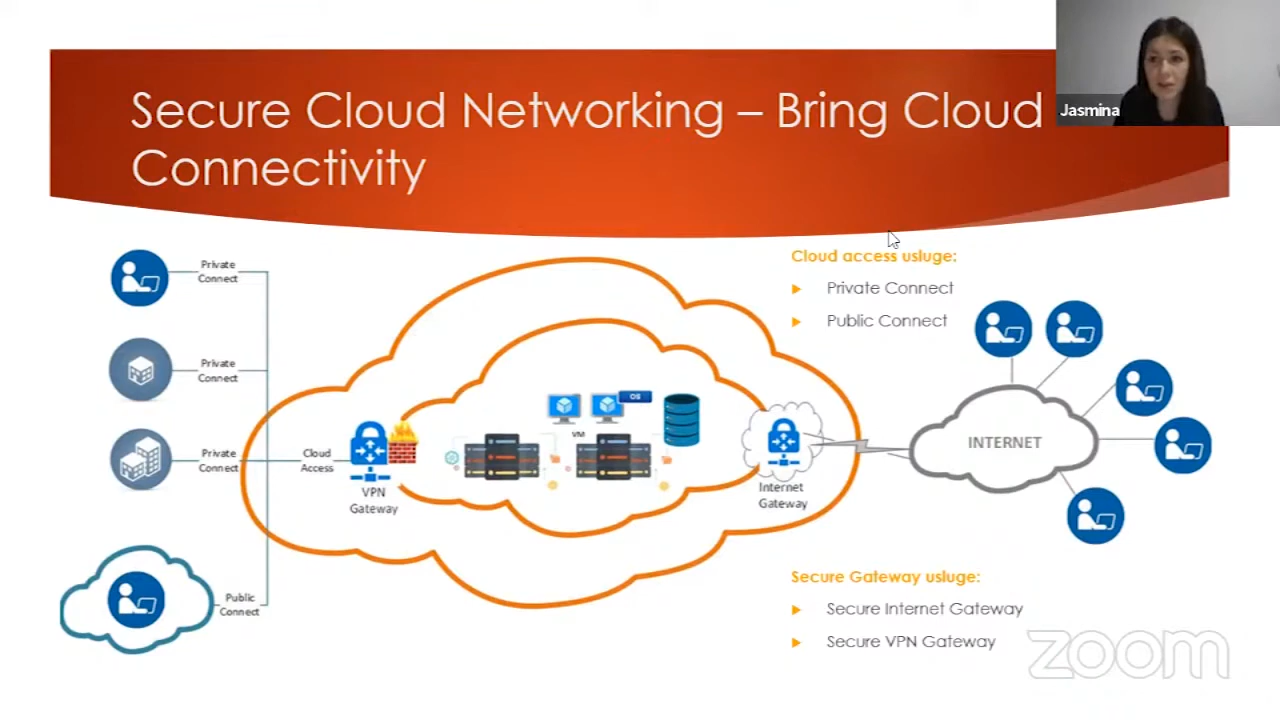 Secure Cloud Networking – Bring Cloud
Connectivity
Jasmina
Cloud access usluge:
Private Connect
Public Connect
Private
Connect
Private
Connect
Private
Connect
Public
Connect
Cloud
Access
VPN
Gateway
VM
OS
Internet
Gateway
INTERNET
Secure Gateway usluge:
Secure Internet Gateway
Secure VPN Gateway
zoom